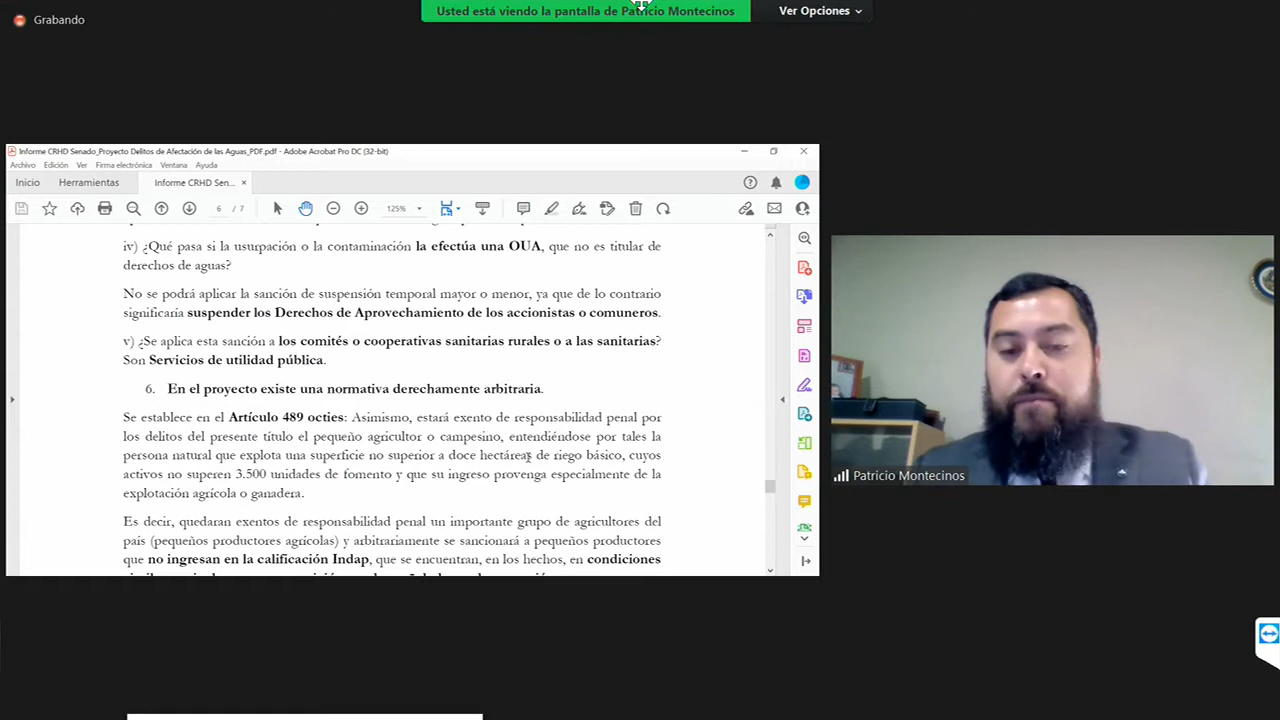 Grabando
Usted está viendo la pantalla de Patricio Montecinos
Ver Opciones
Informe CRHD Senado_Proyecto Delitos de Afectación de las Aguas_PDF.pdf - Adobe Acrobat Pro DC (32-bit)
Archivo Edición Ver Firma electrónica Ventana Ayuda
Inicio Herramientas Informe CRHD Sen... ×
6 / 7 125%
iv) ¿Qué pasa si la usurpación o la contaminación la efectúa una OUA, que no es titular de
derechos de aguas?
No se podrá aplicar la sanción de suspensión temporal mayor o menor, ya que de lo contrario
significaría suspender los Derechos de Aprovechamiento de los accionistas o comuneros.
v) ¿Se aplica esta sanción a los comités o cooperativas sanitarias rurales o a las sanitarias?
Son Servicios de utilidad pública.
6. En el proyecto existe una normativa derechamente arbitraria.
Se establece en el Artículo 489 octies: Asimismo, estará exento de responsabilidad penal por
los delitos del presente título el pequeño agricultor o campesino, entendiéndose por tales la
persona natural que explota una superficie no superior a doce hectáreas de riego básico, cuyos
activos no superen 3.500 unidades de fomento y que su ingreso provenga especialmente de la
explotación agrícola o ganadera.
Es decir, quedaran exentos de responsabilidad penal un importante grupo de agricultores del
país (pequeños productores agrícolas) y arbitrariamente se sancionará a pequeños productores
que no ingresan en la calificación Indap, que se encuentran, en los hechos, en condiciones
Patricio Montecinos